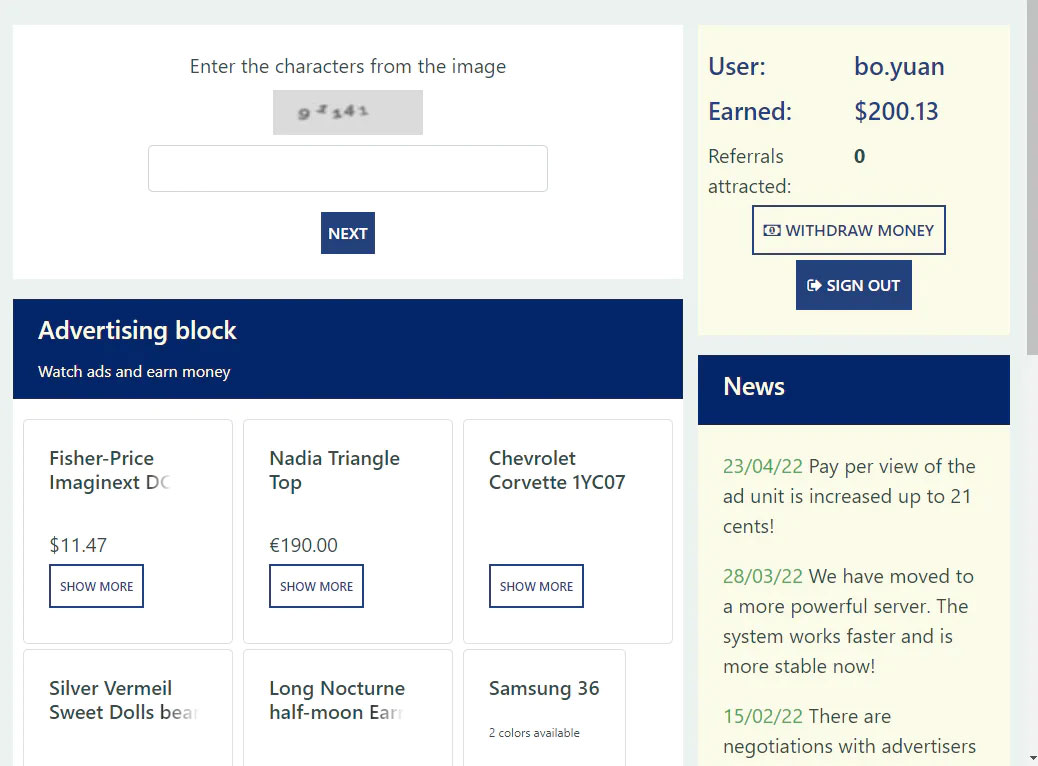 Enter the characters from the image
NEXT
User: bo.yuan
Earned: $200.13
Referrals attracted: 0
WITHDRAW MONEY
SIGN OUT
Advertising block
Watch ads and earn money
Fisher-Price
Imaginext DC
$11.47
SHOW MORE
Nadia Triangle
Top
€190.00
SHOW MORE
Chevrolet
Corvette 1YC07
SHOW MORE
Silver Vermeil
Sweet Dolls bear
Long Nocturne
half-moon Earr
Samsung 36
2 colors available
News
23/04/22 Pay per view of the
ad unit is increased up to 21
cents!
28/03/22 We have moved to
a more powerful server. The
system works faster and is
more stable now!
15/02/22 There are
negotiations with advertisers